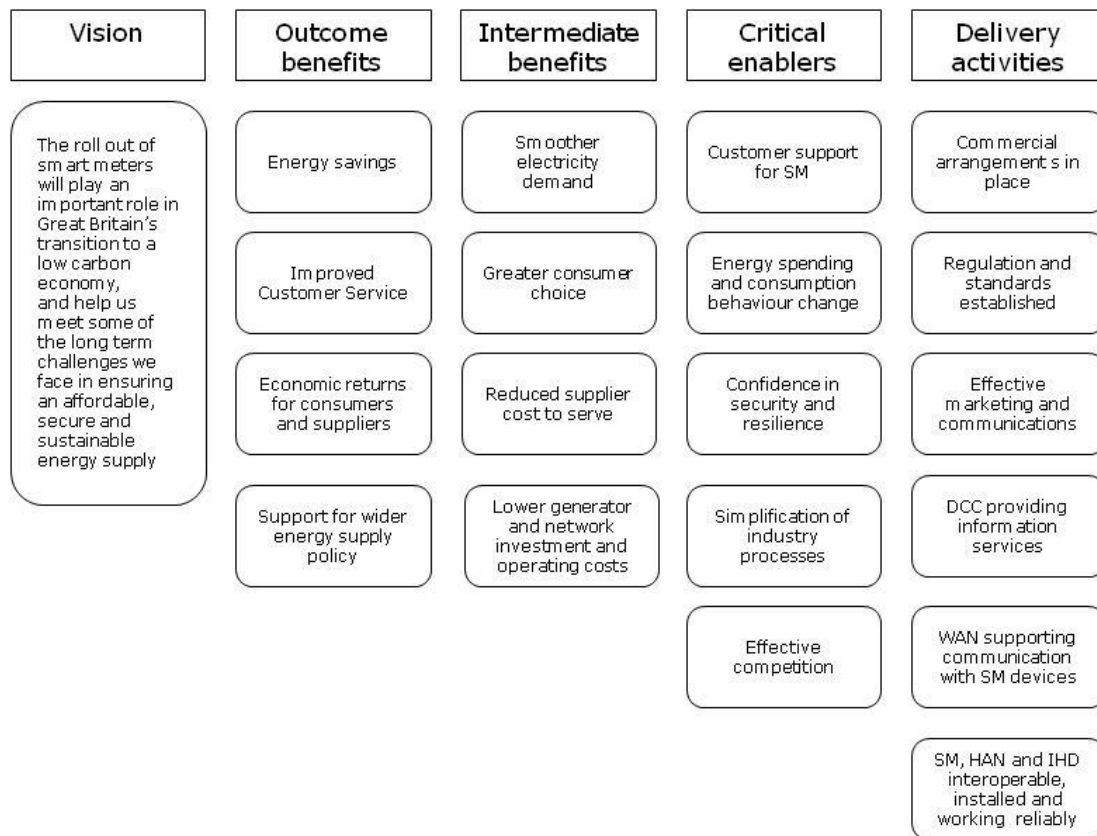 Vision
Outcome
benefits
Intermediate
benefits
Critical
enablers
Delivery
activities
The roll out of
smart meters
will play an
important role in
Great Britain's
transition to a
low carbon
economy,
and help us
meet some of
the long term
challenges we
face in ensuring
an affordable,
secure and
sustainable
energy supply
Energy savings
Improved
Customer Service
Economic returns
for consumers
and suppliers
Support for wider
energy supply
policy
Smoother
electricity
demand
Greater consumer
choice
Reduced supplier
cost to serve
Lower generator
and network
investment and
operating costs
Customer support
for SM
Energy spending
and consumption
behaviour change
Confidence in
security and
resilience
Simplification of
industry
processes
Effective
competition
Commercial
arrangements in
place
Regulation and
standards
established
Effective
marketing and
communications
DCC providing
information
services
WAN supporting
communication
with SM devices
SM, HAN and IHD
interoperable,
installed and
working reliably